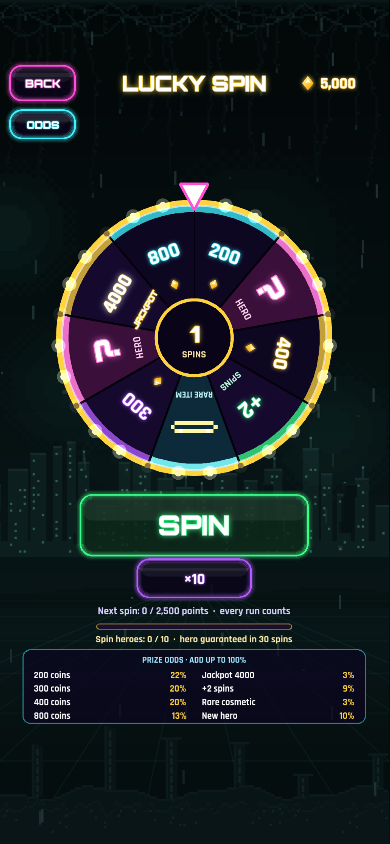 BACK
LUCKY SPIN
5,000
ODDS
800
200
4000
JACKPOT
?
HERO
?
HERO
400
300
+2
SPINS
RARE ITEM
1
SPINS
SPIN
×10
Next spin: 0 / 2,500 points · every run counts
Spin heroes: 0 / 10 · hero guaranteed in 30 spins
PRIZE ODDS · ADD UP TO 100%
200 coins 22% Jackpot 4000 3%
300 coins 20% +2 spins 9%
400 coins 20% Rare cosmetic 3%
800 coins 13% New hero 10%